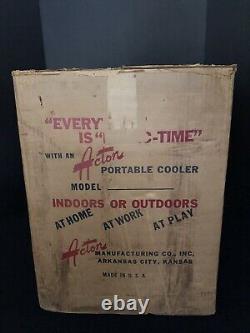 "EVERY
IS " -TIME"
WITH AN Acton PORTABLE COOLER
MODEL
INDOORS OR OUTDOORS
AT HOME AT WORK AT PLAY
Acton MANUFACTURING CO., INC.
ARKANSAS CITY, KANSAS
MADE IN U.S.A.